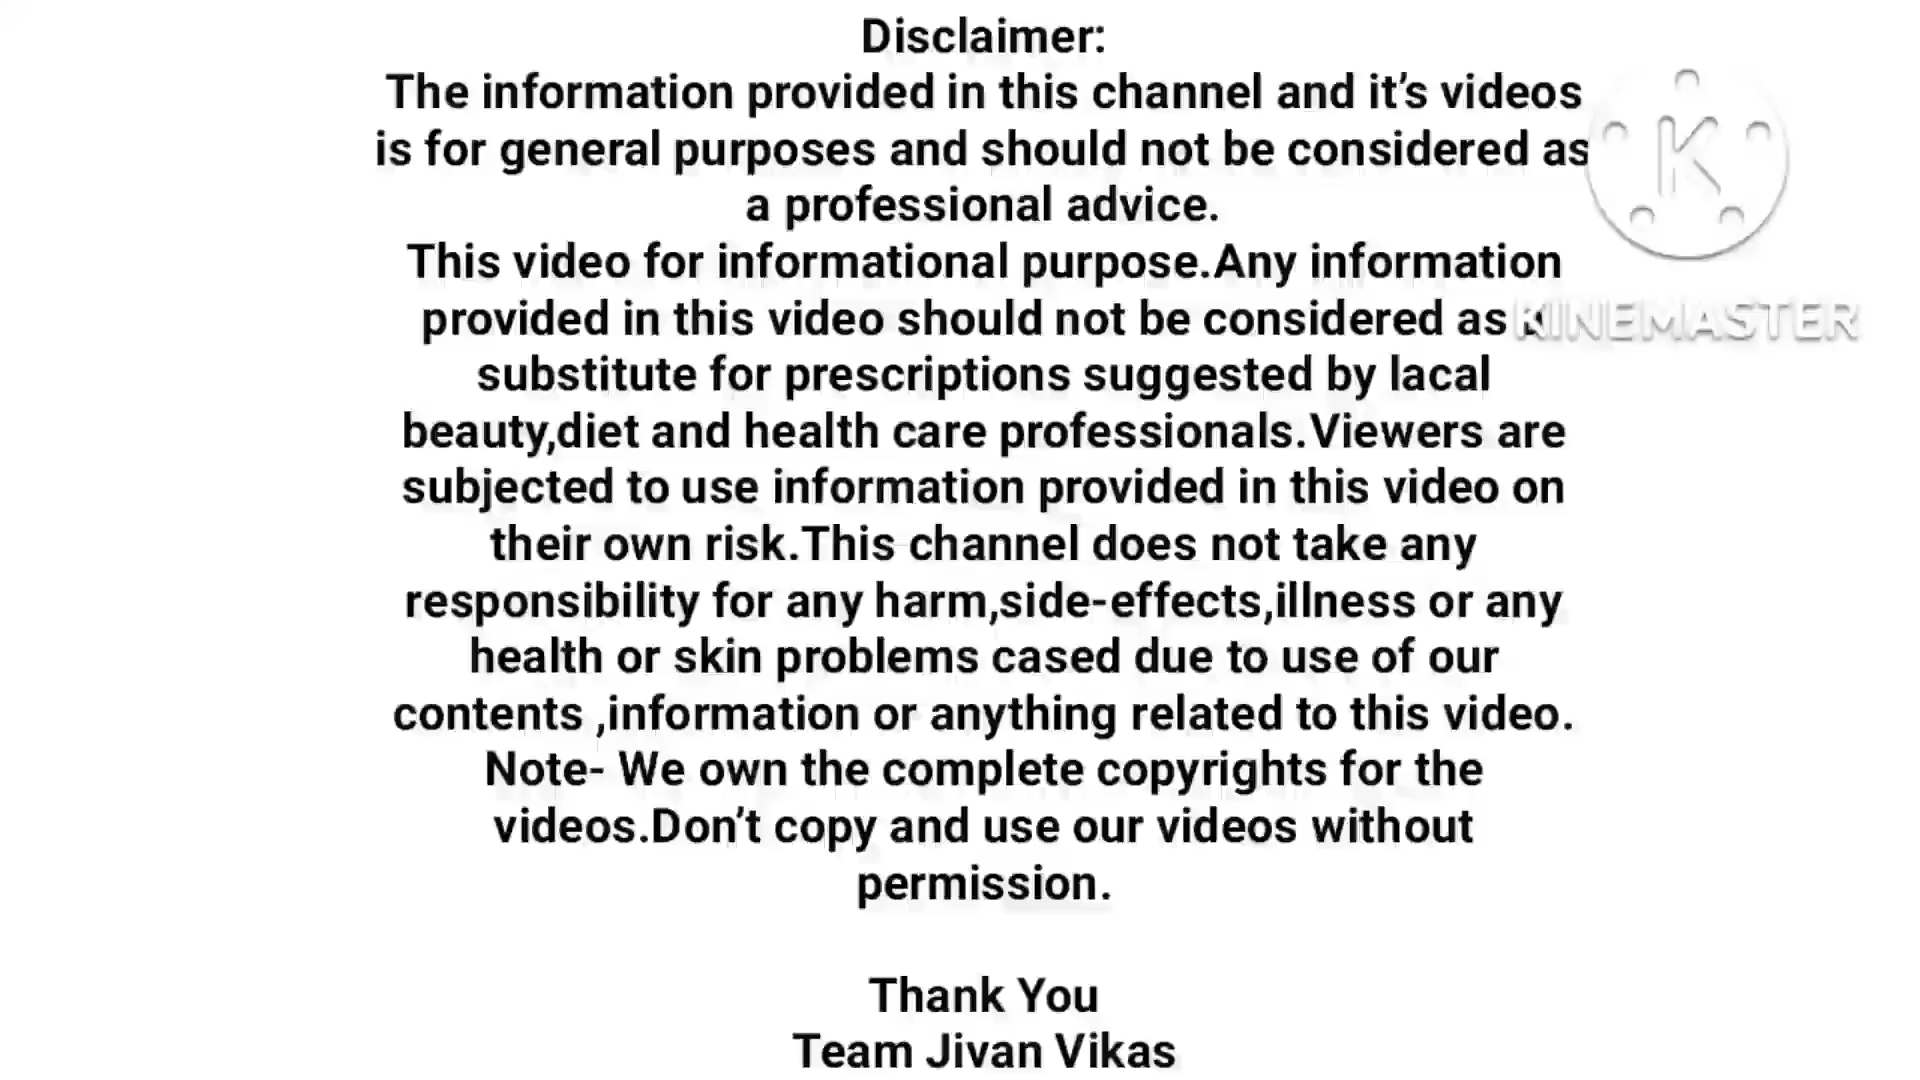 Disclaimer:
The information provided in this channel and it’s videos
is for general purposes and should not be considered as
a professional advice.
This video for informational purpose.Any information
provided in this video should not be considered as a
substitute for prescriptions suggested by lacal
beauty,diet and health care professionals.Viewers are
subjected to use information provided in this video on
their own risk.This channel does not take any
responsibility for any harm,side-effects,illness or any
health or skin problems cased due to use of our
contents ,information or anything related to this video.
Note- We own the complete copyrights for the
videos.Don’t copy and use our videos without
permission.
Thank You
Team Jivan Vikas
K
KINEMASTER